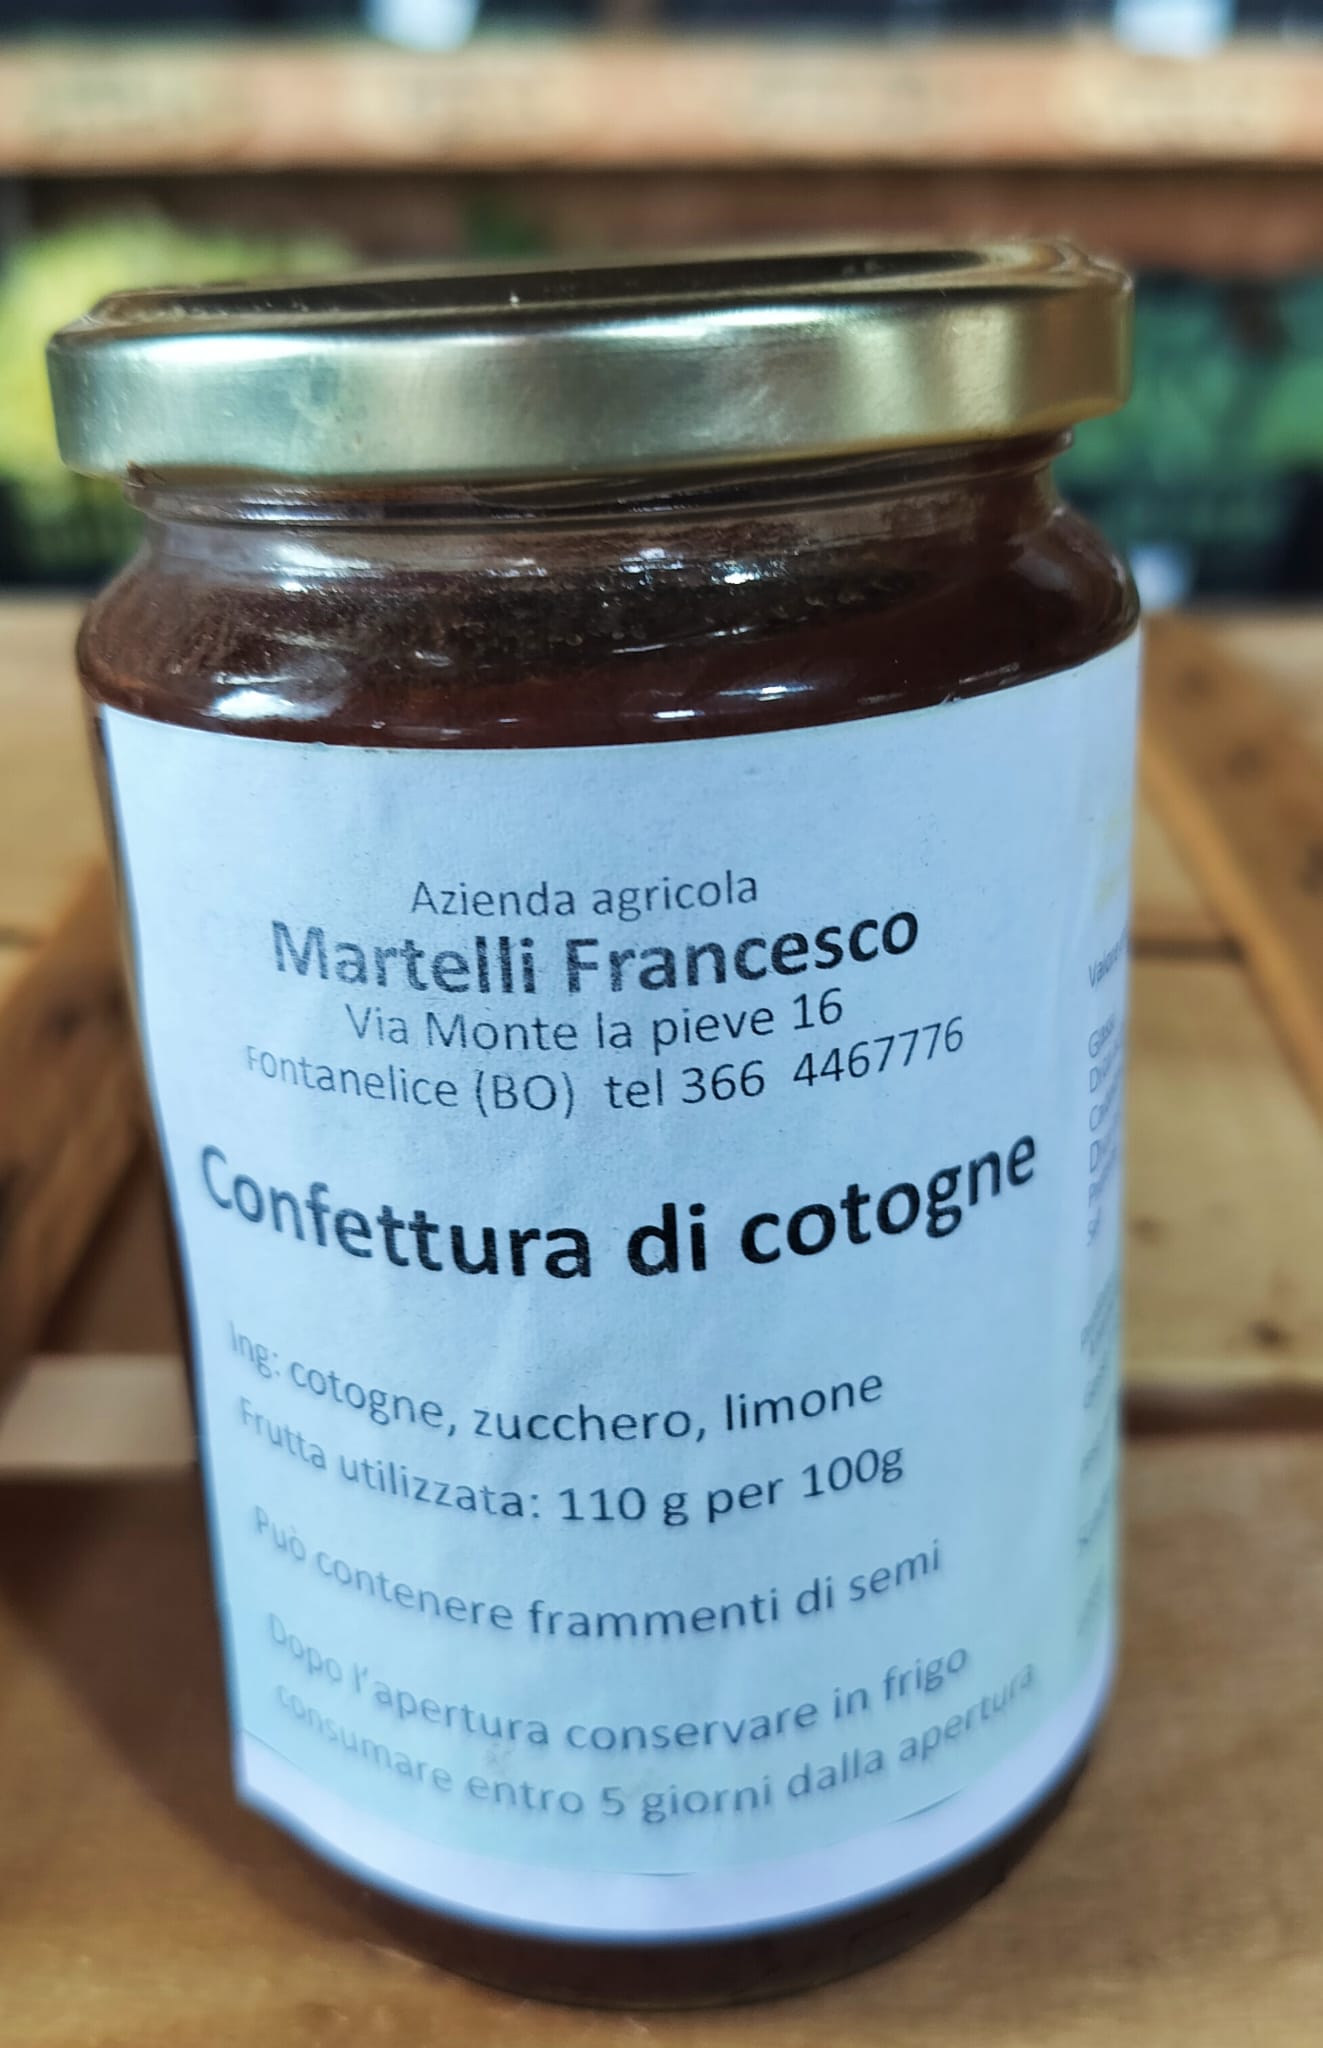 Azienda agricola
Martelli Francesco
Via Monte la pieve 16
Fontanelice (BO) tel 366 4467776
Confettura di cotogne
Ing: cotogne, zucchero, limone
Frutta utilizzata: 110 g per 100g
Può contenere frammenti di semi
Dopo l'apertura conservare in frigo
consumare entro 5 giorni dalla apertura